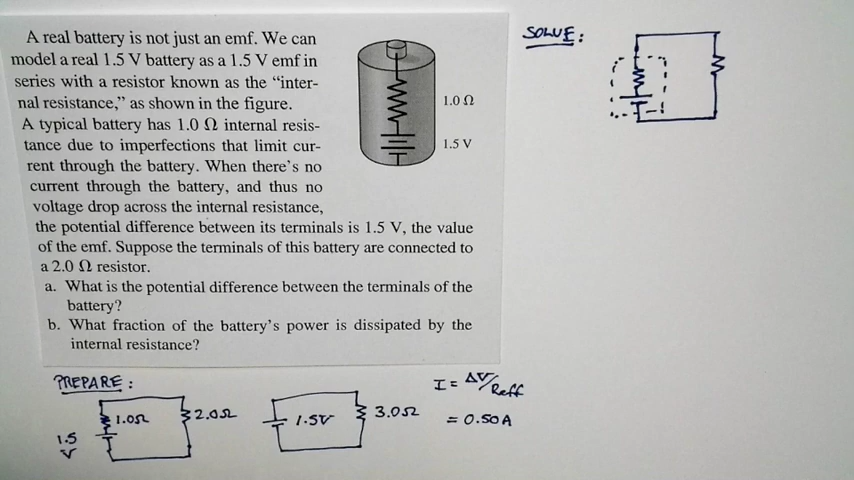 A real battery is not just an emf. We can
model a real 1.5 V battery as a 1.5 V emf in
series with a resistor known as the “inter-
nal resistance,” as shown in the figure.
A typical battery has 1.0 Ω internal resis-
tance due to imperfections that limit cur-
rent through the battery. When there’s no
current through the battery, and thus no
voltage drop across the internal resistance,
the potential difference between its terminals is 1.5 V, the value
of the emf. Suppose the terminals of this battery are connected to
a 2.0 Ω resistor.
a. What is the potential difference between the terminals of the
battery?
b. What fraction of the battery’s power is dissipated by the
internal resistance?
1.0 Ω
1.5 V
SOLVE:
PREPARE:
1.5
V
1.0Ω
2.0Ω
1.5V
3.0Ω
I = ΔV/Reff
= 0.50A